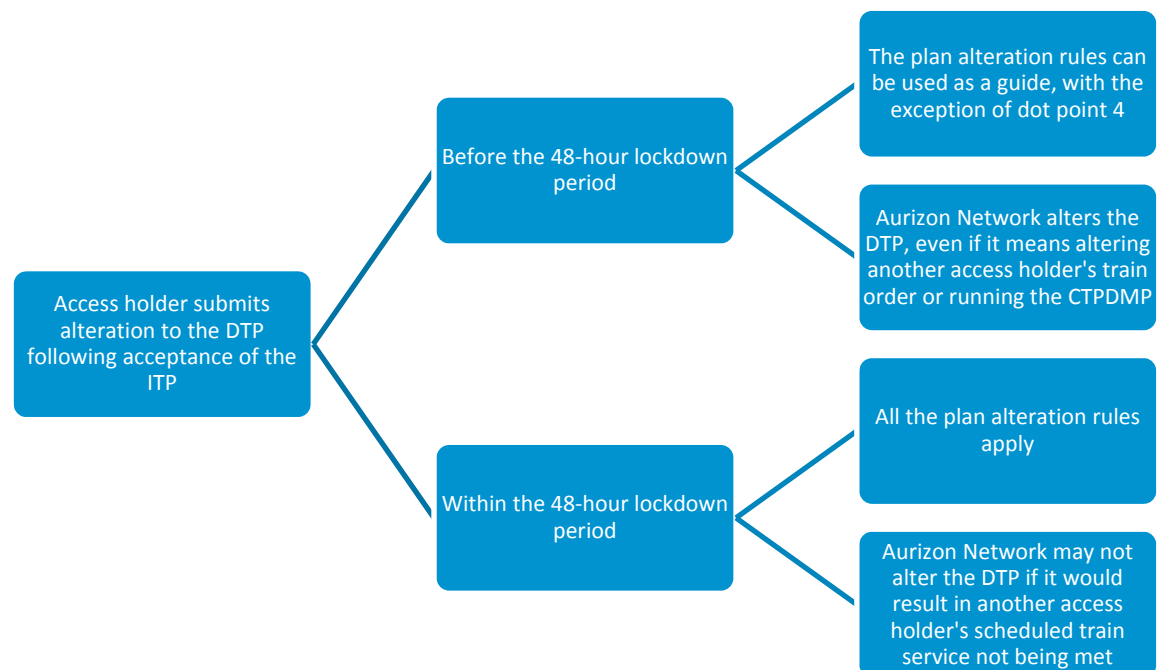 Access holder submits
alteration to the DTP
following acceptance of the
ITP
Before the 48-hour lockdown
period
The plan alteration rules can
be used as a guide, with the
exception of dot point 4
Aurizon Network alters the
DTP, even if it means altering
another access holder's train
order or running the CTPDMP
Within the 48-hour lockdown
period
All the plan alteration rules
apply
Aurizon Network may not
alter the DTP if it would
result in another access
holder's scheduled train
service not being met